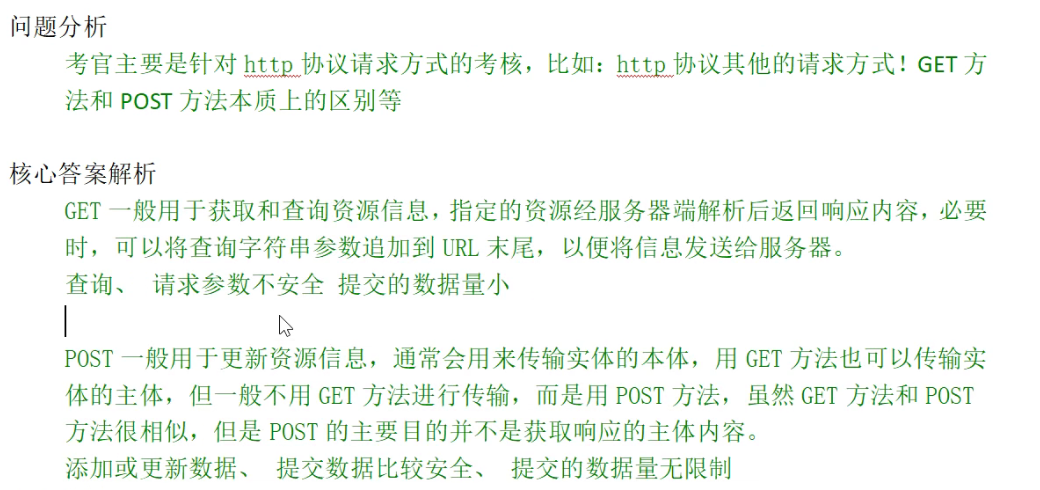 问题分析
考官主要是针对 http 协议请求方式的考核，比如：http 协议其他的请求方式！GET 方
法和 POST 方法本质上的区别等
核心答案解析
GET 一般用于获取和查询资源信息，指定的资源经服务器端解析后返回响应内容，必要
时，可以将查询字符串参数追加到 URL 末尾，以便将信息发送给服务器。
查询、 请求参数不安全 提交的数据量小
POST 一般用于更新资源信息，通常会用来传输实体的本体，用 GET 方法也可以传输实
体的主体，但一般不用 GET 方法进行传输，而是用 POST 方法，虽然 GET 方法和 POST
方法很相似，但是 POST 的主要目的并不是获取响应的主体内容。
添加或更新数据、 提交数据比较安全、 提交的数据量无限制